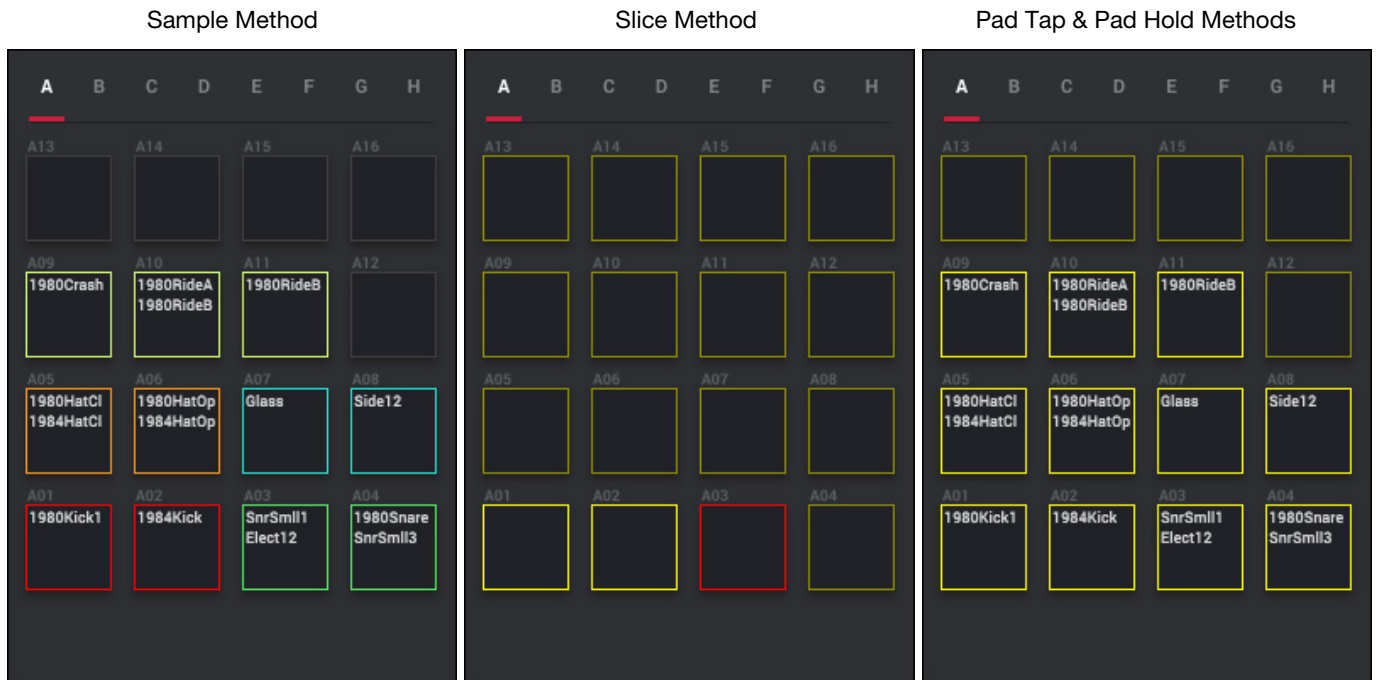 Sample Method
A B C D E F G H
A13 A14 A15 A16
A09 A10 A11 A12
1980Crash 1980RideA 1980RideB
1980RideB
A05 A06 A07 A08
1980HatCl 1980HatOp Glass Side12
1984HatCl 1984HatOp
A01 A02 A03 A04
1980Kick1 1984Kick SnrSmll1 1980Snare
Elect12 SnrSmll3
Slice Method
A B C D E F G H
A13 A14 A15 A16
A09 A10 A11 A12
A05 A06 A07 A08
A01 A02 A03 A04
Pad Tap & Pad Hold Methods
A B C D E F G H
A13 A14 A15 A16
A09 A10 A11 A12
1980Crash 1980RideA 1980RideB
1980RideB
A05 A06 A07 A08
1980HatCl 1980HatOp Glass Side12
1984HatCl 1984HatOp
A01 A02 A03 A04
1980Kick1 1984Kick SnrSmll1 1980Snare
Elect12 SnrSmll3